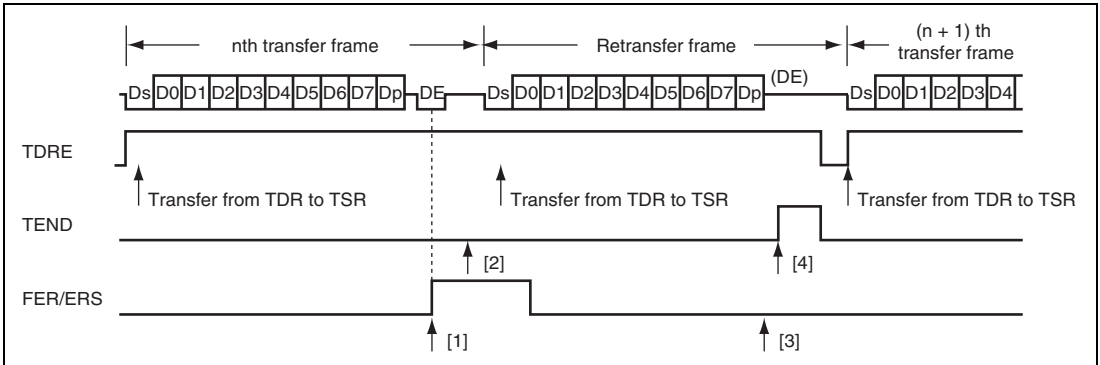 nth transfer frame
Retransfer frame
(n + 1) th
transfer frame
Ds D0 D1 D2 D3 D4 D5 D6 D7 Dp DE
Ds D0 D1 D2 D3 D4 D5 D6 D7 Dp (DE)
Ds D0 D1 D2 D3 D4
TDRE
Transfer from TDR to TSR
Transfer from TDR to TSR
Transfer from TDR to TSR
TEND
[2]
[4]
FER/ERS
[1]
[3]